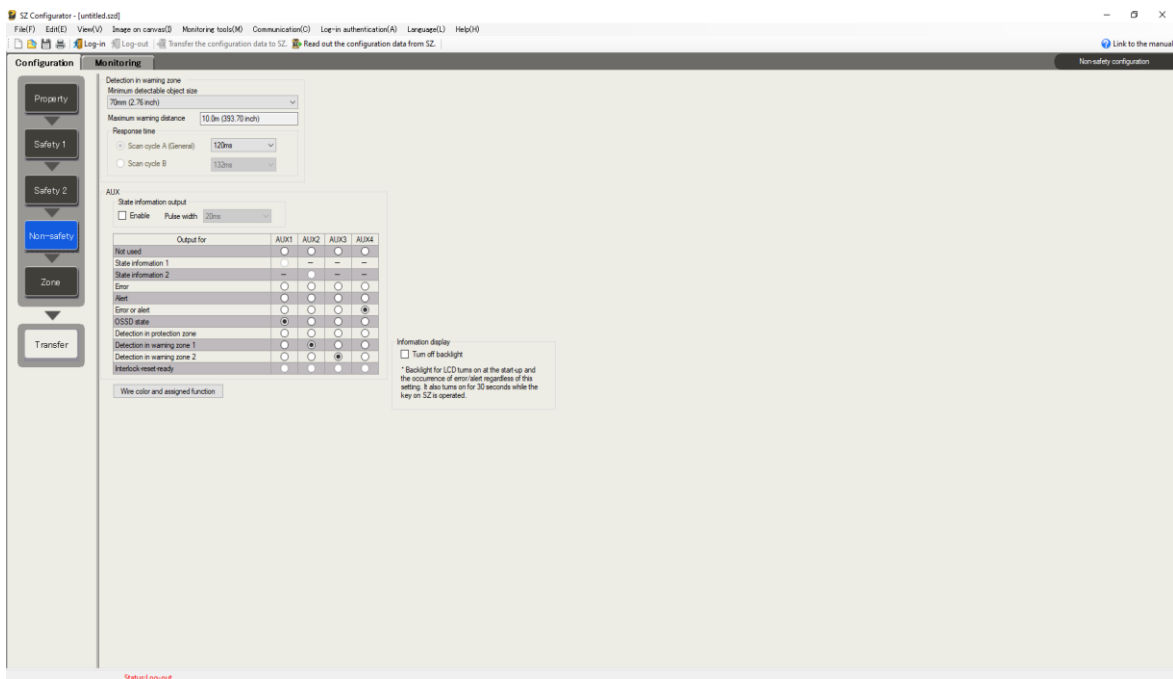 SZ Configurator - [untitled.szd]
File(F) Edit(E) View(V) Image on canvas(I) Monitoring tools(M) Communication(C) Log-in authentication(A) Language(L) Help(H)
Log-in Log-out Transfer the configuration data to SZ. Read out the configuration data from SZ. Link to the manual
Configuration Monitoring Non-safety configuration
Property
Safety 1
Safety 2
Non-safety
Zone
Transfer
Detection in warning zone
Minimum detectable object size
70mm (2.76 inch)
Maximum warning distance 10.0m (393.70 inch)
Response time
Scan cycle A (General) 120ms
Scan cycle B 132ms
AUX
State information output
Enable Pulse width 20ms
Output for AUX1 AUX2 AUX3 AUX4
Not used
State information 1 – – –
State information 2 – – –
Error
Alert
Error or alert
OSSD state
Detection in protection zone
Detection in warning zone 1
Detection in warning zone 2
Interlock-reset-ready
Wire color and assigned function
Information display
Turn off backlight
* Backlight for LCD turns on at the start-up and
the occurrence of error/alert regardless of this
setting. It also turns on for 30 seconds while the
key on SZ is operated.
Status:Log-out